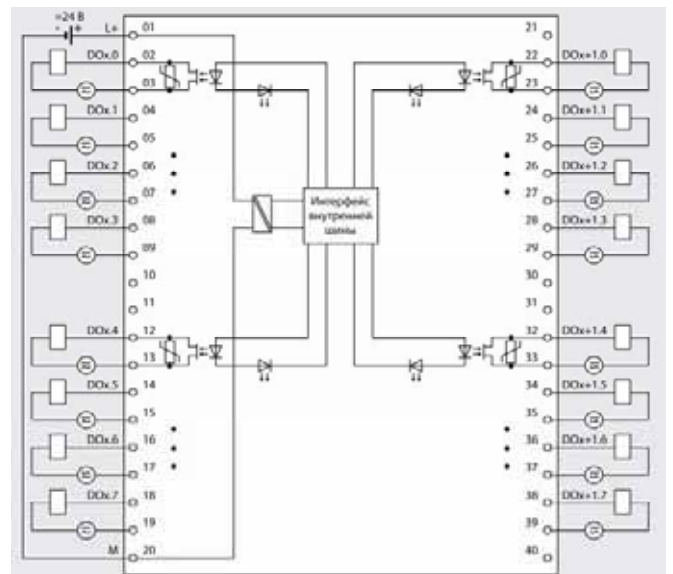 =24 В
- +
L+ 01
DOx.0 02
03
DOx.1 04
05
DOx.2 06
07
DOx.3 08
09
10
11
DOx.4 12
13
DOx.5 14
15
DOx.6 16
17
DOx.7 18
19
M 20
Интерфейс
внутренней
шины
21
22 DOx+1.0
23
24 DOx+1.1
25
26 DOx+1.2
27
28 DOx+1.3
29
30
31
32 DOx+1.4
33
34 DOx+1.5
35
36 DOx+1.6
37
38 DOx+1.7
39
40